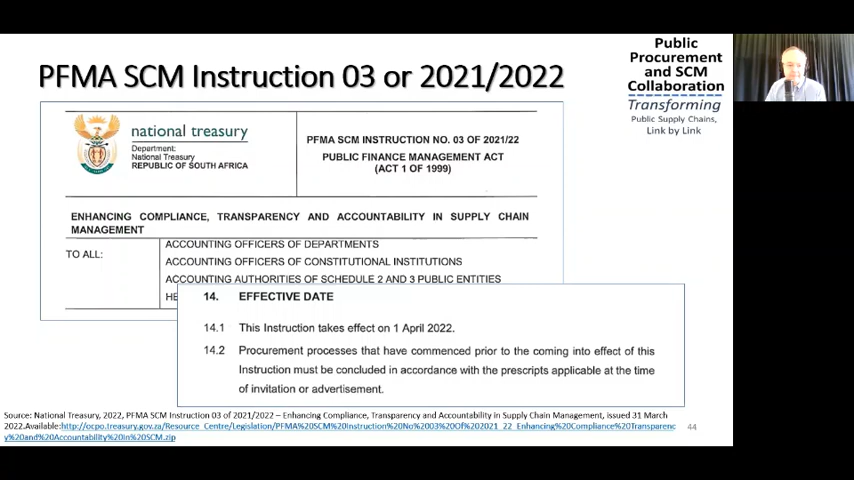 PFMA SCM Instruction 03 or 2021/2022
Public
Procurement
and SCM
Collaboration
Transforming
Public Supply Chains,
Link by Link
national treasury
Department:
National Treasury
REPUBLIC OF SOUTH AFRICA
PFMA SCM INSTRUCTION NO. 03 OF 2021/22
PUBLIC FINANCE MANAGEMENT ACT
(ACT 1 OF 1999)
ENHANCING COMPLIANCE, TRANSPARENCY AND ACCOUNTABILITY IN SUPPLY CHAIN
MANAGEMENT
TO ALL:
ACCOUNTING OFFICERS OF DEPARTMENTS
ACCOUNTING OFFICERS OF CONSTITUTIONAL INSTITUTIONS
ACCOUNTING AUTHORITIES OF SCHEDULE 2 AND 3 PUBLIC ENTITIES
HE
14. EFFECTIVE DATE
14.1 This Instruction takes effect on 1 April 2022.
14.2 Procurement processes that have commenced prior to the coming into effect of this
Instruction must be concluded in accordance with the prescripts applicable at the time
of invitation or advertisement.
Source: National Treasury, 2022, PFMA SCM Instruction 03 of 2021/2022 – Enhancing Compliance, Transparency and Accountability in Supply Chain Management, issued 31 March
2022.Available:http://ocpo.treasury.gov.za/Resource_Centre/Legislation/PFMA%20SCM%20Instruction%20No%2003%20Of%202021_22_Enhancing%20Compliance%20Transparenc
y%20and%20Accountability%20in%20SCM.zip
44